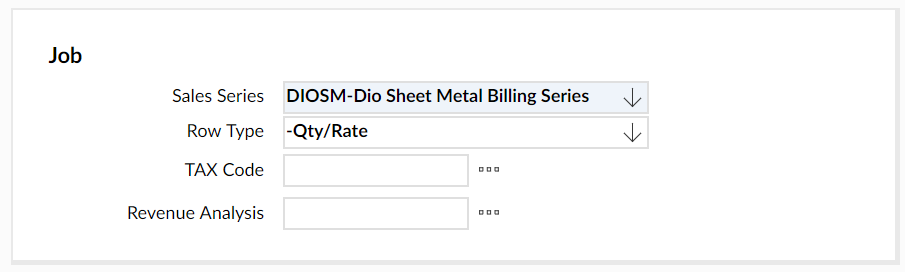 Job
Sales Series DIOSM-Dio Sheet Metal Billing Series
Row Type -Qty/Rate
TAX Code
Revenue Analysis